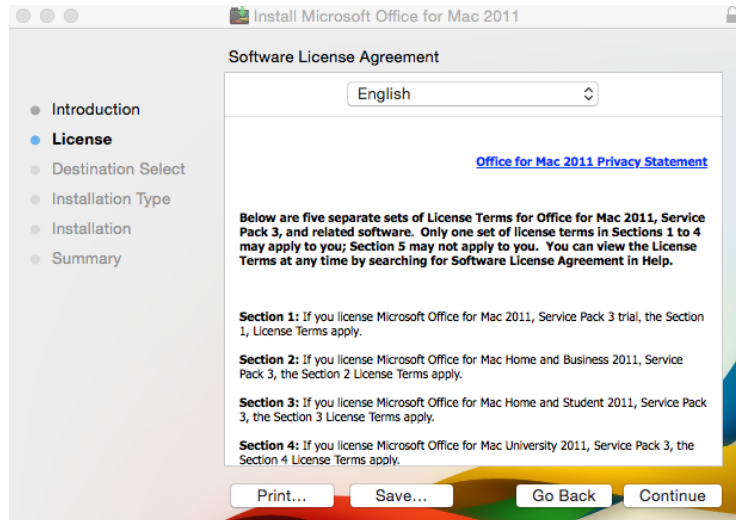 Install Microsoft Office for Mac 2011
Software License Agreement
Introduction
License
Destination Select
Installation Type
Installation
Summary
English
Office for Mac 2011 Privacy Statement
Below are five separate sets of License Terms for Office for Mac 2011, Service
Pack 3, and related software.  Only one set of license terms in Sections 1 to 4
may apply to you; Section 5 may not apply to you.  You can view the License
Terms at any time by searching for Software License Agreement in Help.
Section 1: If you license Microsoft Office for Mac 2011, Service Pack 3 trial, the Section
1, License Terms apply.
Section 2: If you license Microsoft Office for Mac Home and Business 2011, Service
Pack 3, the Section 2 License Terms apply.
Section 3: If you license Microsoft Office for Mac Home and Student 2011, Service Pack
3, the Section 3 License Terms apply.
Section 4: If you license Microsoft Office for Mac University 2011, Service Pack 3, the
Section 4 License Terms apply.
Print... Save... Go Back Continue